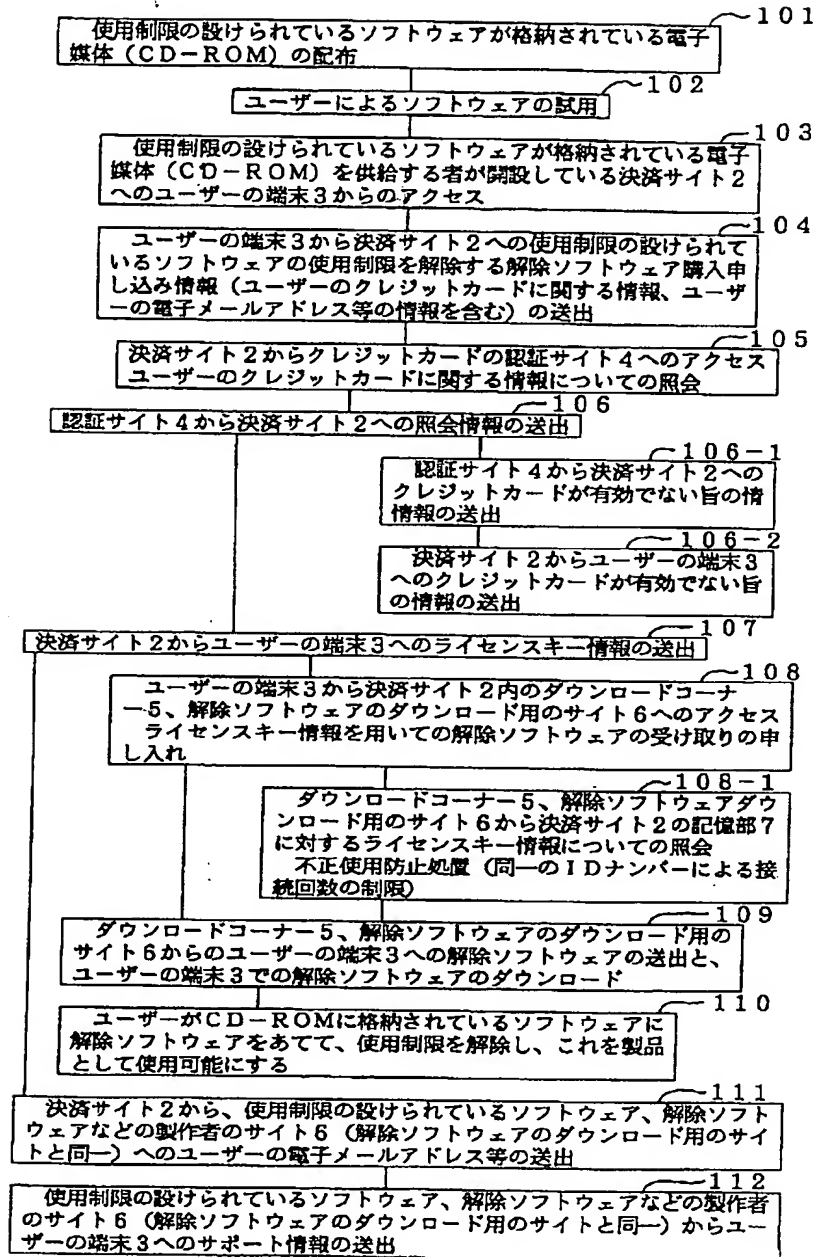 101
使用制限の設けられているソフトウェアが格納されている電子
媒体（CD－ROM）の配布
102
ユーザーによるソフトウェアの試用
103
使用制限の設けられているソフトウェアが格納されている電子
媒体（CD－ROM）を供給する者が開設している決済サイト2
へのユーザーの端末3からのアクセス
104
ユーザーの端末3から決済サイト2への使用制限の設けられて
いるソフトウェアの使用制限を解除する解除ソフトウェア購入申
し込み情報（ユーザーのクレジットカードに関する情報、ユーザ
ーの電子メールアドレス等の情報を含む）の送出
105
決済サイト2からクレジットカードの認証サイト4へのアクセス
ユーザーのクレジットカードに関する情報についての照会
106
認証サイト4から決済サイト2への照会情報の送出
106-1
認証サイト4から決済サイト2への
クレジットカードが有効でない旨の情
情報の送出
106-2
決済サイト2からユーザーの端末3
へのクレジットカードが有効でない旨
の情報の送出
107
決済サイト2からユーザーの端末3へのライセンスキー情報の送出
108
ユーザーの端末3から決済サイト2内のダウンロードコーナ
ー5、解除ソフトウェアのダウンロード用のサイト6へのアクセス
ライセンスキー情報を用いての解除ソフトウェアの受け取りの申
し入れ
108-1
ダウンロードコーナー5、解除ソフトウェアダウ
ンロード用のサイト6から決済サイト2の記憶部7
に対するライセンスキー情報についての照会
不正使用防止処置（同一のIDナンバーによる接
続回数の制限）
109
ダウンロードコーナー5、解除ソフトウェアのダウンロード用の
サイト6からのユーザーの端末3への解除ソフトウェアの送出と、
ユーザーの端末3での解除ソフトウェアのダウンロード
110
ユーザーがCD－ROMに格納されているソフトウェアに
解除ソフトウェアをあてて、使用制限を解除し、これを製品
として使用可能にする
111
決済サイト2から、使用制限の設けられているソフトウェア、解除ソフト
ウェアなどの製作者のサイト6（解除ソフトウェアのダウンロード用のサイ
トと同一）へのユーザーの電子メールアドレス等の送出
112
使用制限の設けられているソフトウェア、解除ソフトウェアなどの製作者
のサイト6（解除ソフトウェアのダウンロード用のサイトと同一）からユ
ーザーの端末3へのサポート情報の送出